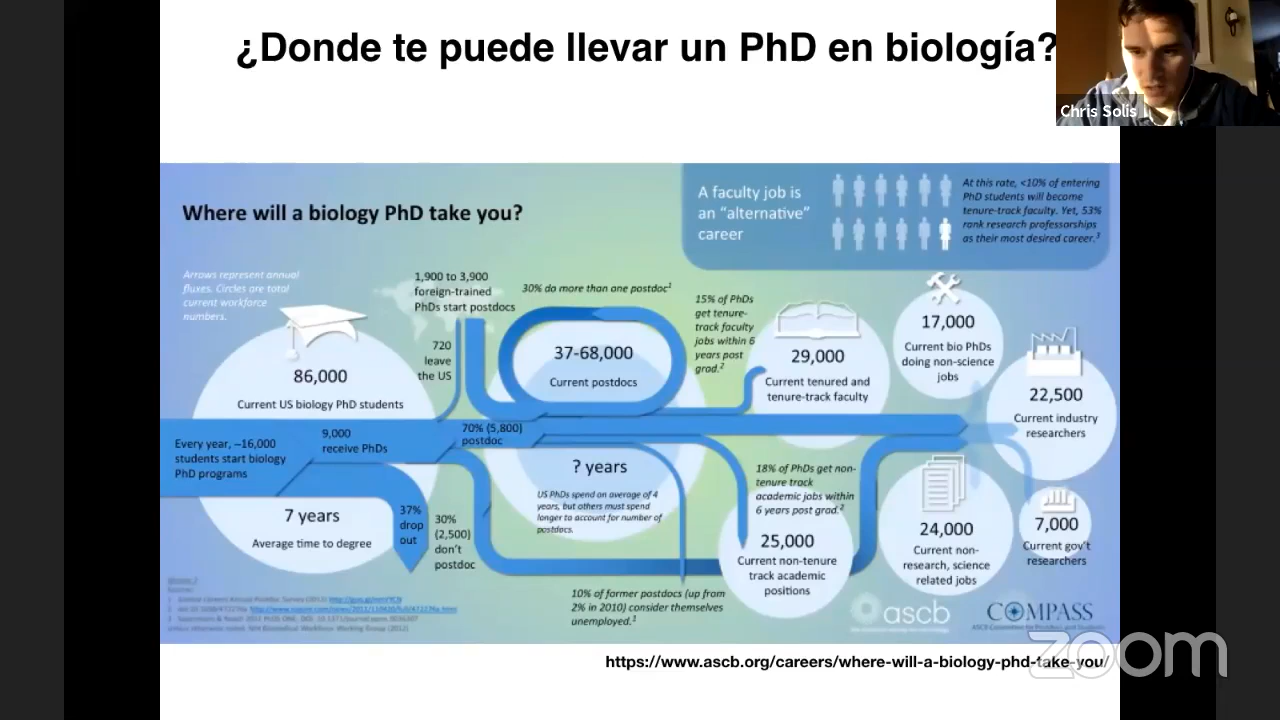 ¿Donde te puede llevar un PhD en biología?
Chris Solis
Where will a biology PhD take you?
A faculty job is
an “alternative”
career
At this rate, <10% of entering
PhD students will become
tenure-track faculty. Yet, 53%
rank research professorships
as their most desired career.³
Arrows represent annual
fluxes. Circles are total
current workforce
numbers.
1,900 to 3,900
foreign-trained
PhDs start postdocs
30% do more than one postdoc¹
15% of PhDs
get tenure-
track faculty
jobs within 6
years post
grad.²
720
leave
the US
86,000
Current US biology PhD students
37-68,000
Current postdocs
29,000
Current tenured and
tenure-track faculty
17,000
Current bio PhDs
doing non-science
jobs
22,500
Current industry
researchers
Every year, ~16,000
students start biology
PhD programs
9,000
receive PhDs
70% (5,800)
postdoc
? years
US PhDs spend an average of 4
years, but others must spend
longer to account for number of
postdocs.
18% of PhDs get non-
tenure track
academic jobs within
6 years post grad.²
7 years
Average time to degree
37%
drop
out
30%
(2,500)
don’t
postdoc
25,000
Current non-tenure
track academic
positions
24,000
Current non-
research, science
related jobs
7,000
Current gov’t
researchers
10% of former postdocs (up from
2% in 2010) consider themselves
unemployed.¹
ascb
COMPASS
https://www.ascb.org/careers/where-will-a-biology-phd-take-you/
zoom